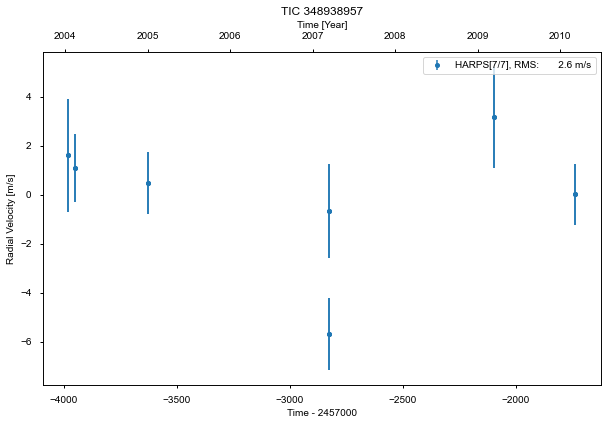 TIC 348938957
Time [Year]
2004 2005 2006 2007 2008 2009 2010
HARPS[7/7], RMS: 2.6 m/s
Radial Velocity [m/s]
4
2
0
−2
−4
−6
−4000 −3500 −3000 −2500 −2000
Time - 2457000